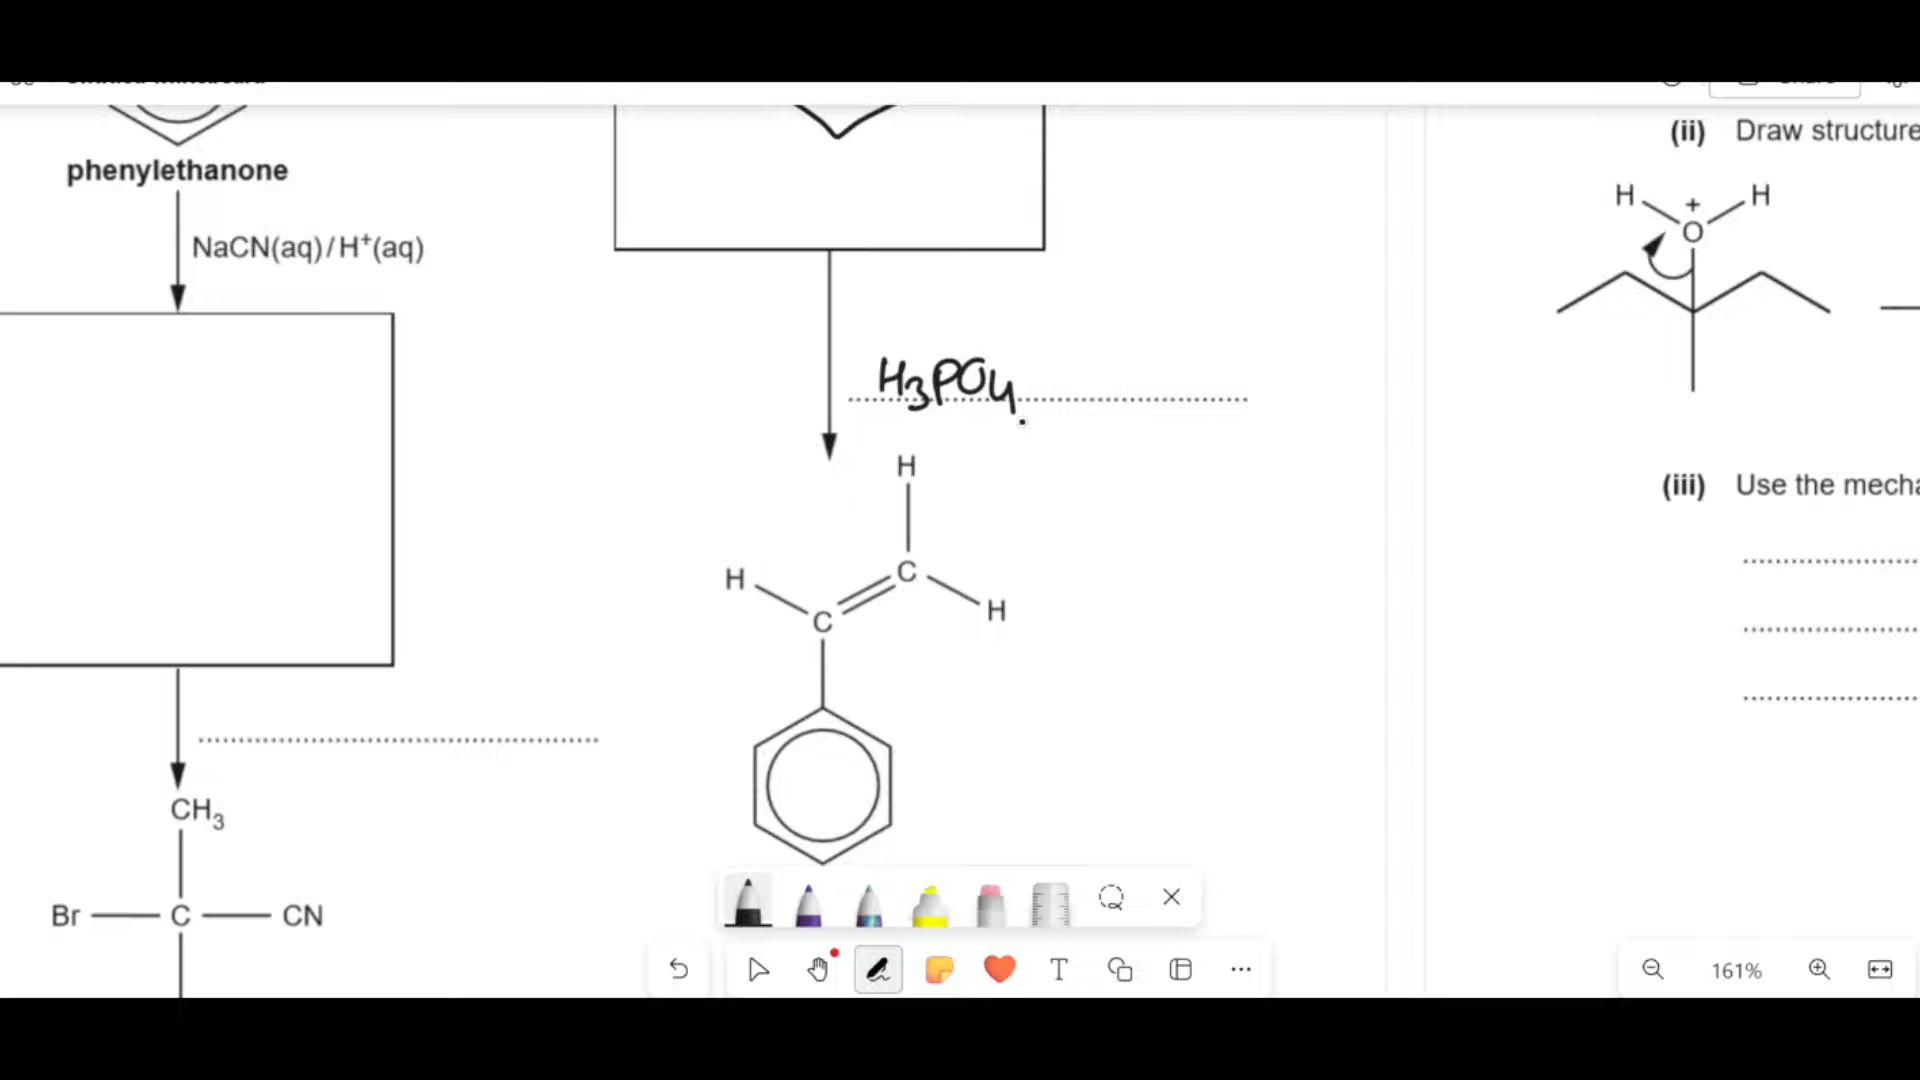 phenylethanone
NaCN(aq)/H⁺(aq)
CH₃
Br C CN
H₃PO₄
H
H C
C H
(ii) Draw structure
H + H
O
(iii) Use the mecha
T
161%